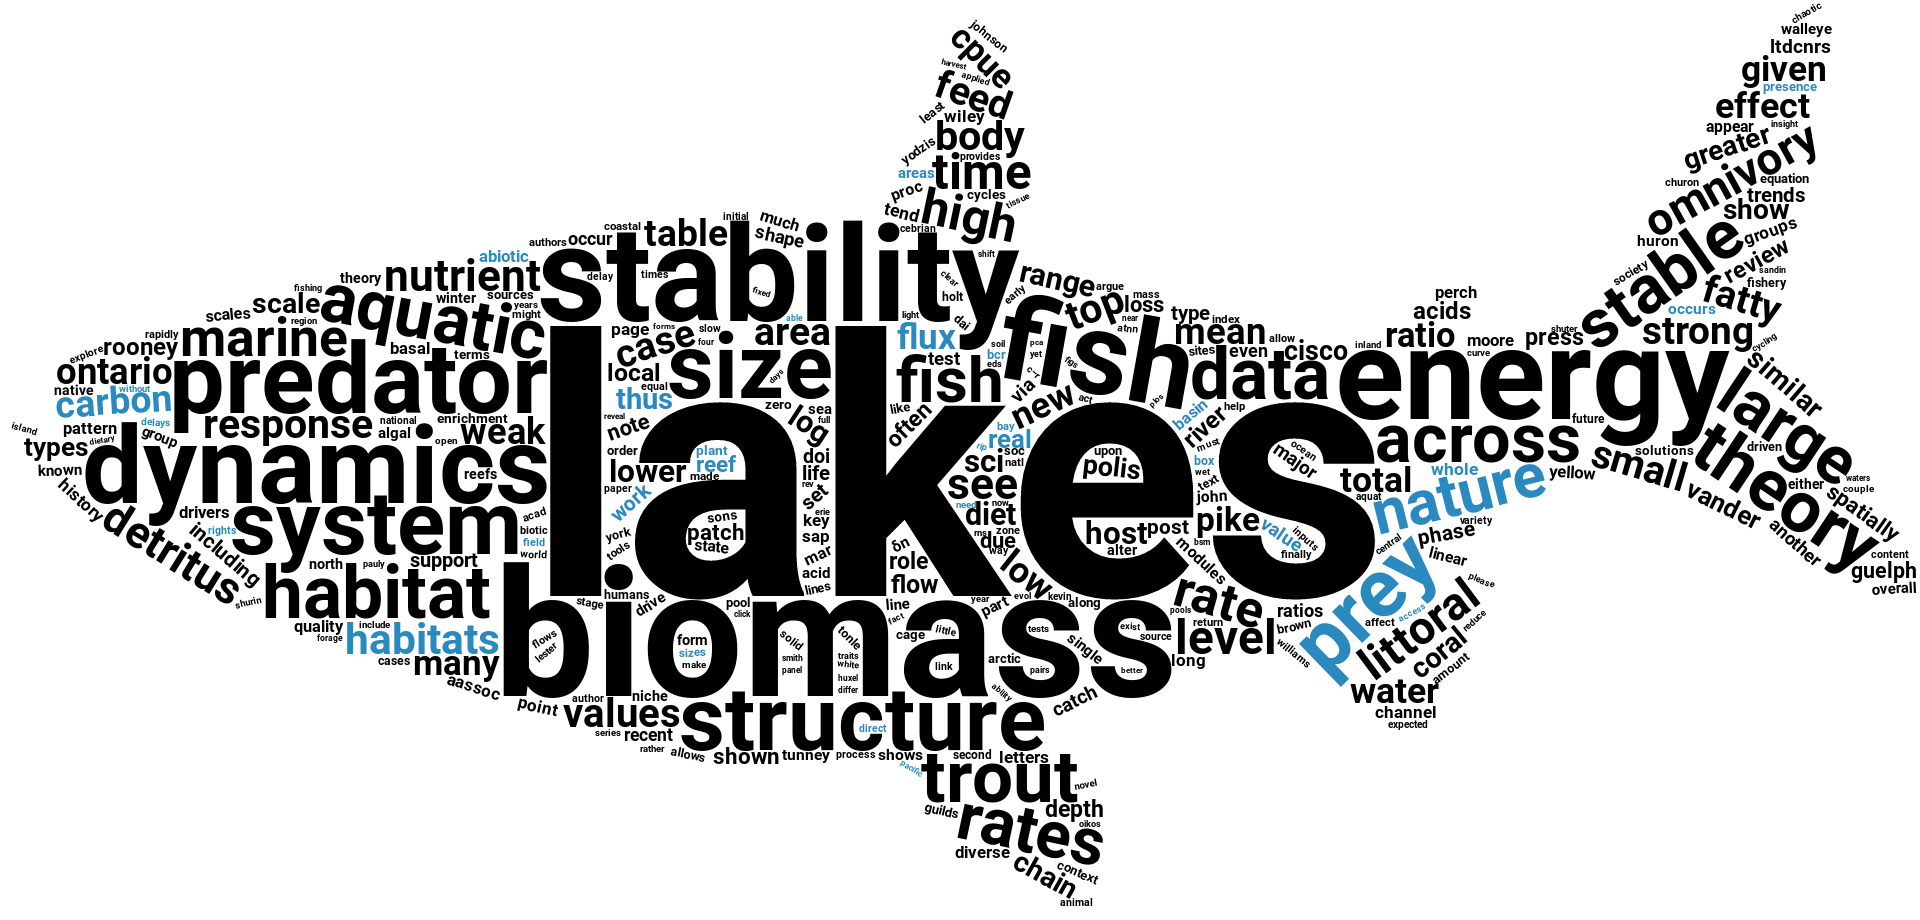 chaotic
walleye
ltdcnrs
given
presence
effect
appear
insight
greater
omnivory
churon
equation
trends
show
huron
groups
stable
review
society
sandin
fishery
fatty
occurs
strong
johnson
cpue
harvest
applied
feed
least
wiley
body
yodzis
provides
areas
time
proc
cycles
tissue
tend
high
cebrian
coastal
initial
much
authors
occur
table
shape
abiotic
stability
shift
theory
nutrient
delay
times
fixed
clear
holt
early
range
argue
mass
fishing
scale
aquatic
winter
sources
years
might
able
light
dai
top
loss
near
atnn
type
index
perch
acids
scales
region
marine
page
forms
slow
four
area
case
size
flux
fish
mean
allow
ratio
inland
moore
curve
press
shuter
cycling
rapidly
explore
rooney
basal
terms
predator
local
equal
days
test
soil
bcr
eds
pca
yet
figs
c-r
fish
sites
even
cisco
data
energy
similar
large
ontario
native
without
carbon
thus
reveal
zero
sea
full
like
often
via
new
act
plos
basin
river
help
future
pattern
delays
national
enrichment
island
types
dietary
group
response
algal
open
weak
note
log
bay
real
rip
soc
natl
must
across
solutions
driven
theory
known
dynamics
reefs
order
plant
reef
made
lower
doi
life
rev
sci
see
upon
polis
box
wet
text
ocean
major
total
whole
yellow
small
vander
either
waters
couple
spatially
history
detritus
drivers
rights
including
system
acad
biotic
field
world
paper
work
lakes
sons
patch
state
set
erie
key
sap
need
now
diet
ms
zone
due
way
host
post
alter
john
pike
bsm
value
inputs
finally
aquat
nature
variety
central
phase
linear
another
content
guelph
overall
north
pauly
support
york
tools
mar
acid
lines
δn
role
flow
low
modules
prey
please
shurin
habitat
stage
humans
drive
pool
click
line
fact
year
part
evol
kevin
along
pools
rate
return
ratios
brown
access
affect
littoral
reduce
quality
include
forage
habitats
flows
lester
biomass
form
sizes
make
solid
smith
panel
tonle
traits
white
huxel
differ
cage
little
link
tests
arctic
pairs
single
exist
source
better
level
long
williams
coral
amount
cases
many
aassoc
point
author
niche
ability
catch
water
channel
expected
values
series
recent
structure
direct
rather
allows
shown
tunney
process
shows
second
letters
pacific
trout
novel
guilds
depth
oikos
rates
diverse
chain
context
animal